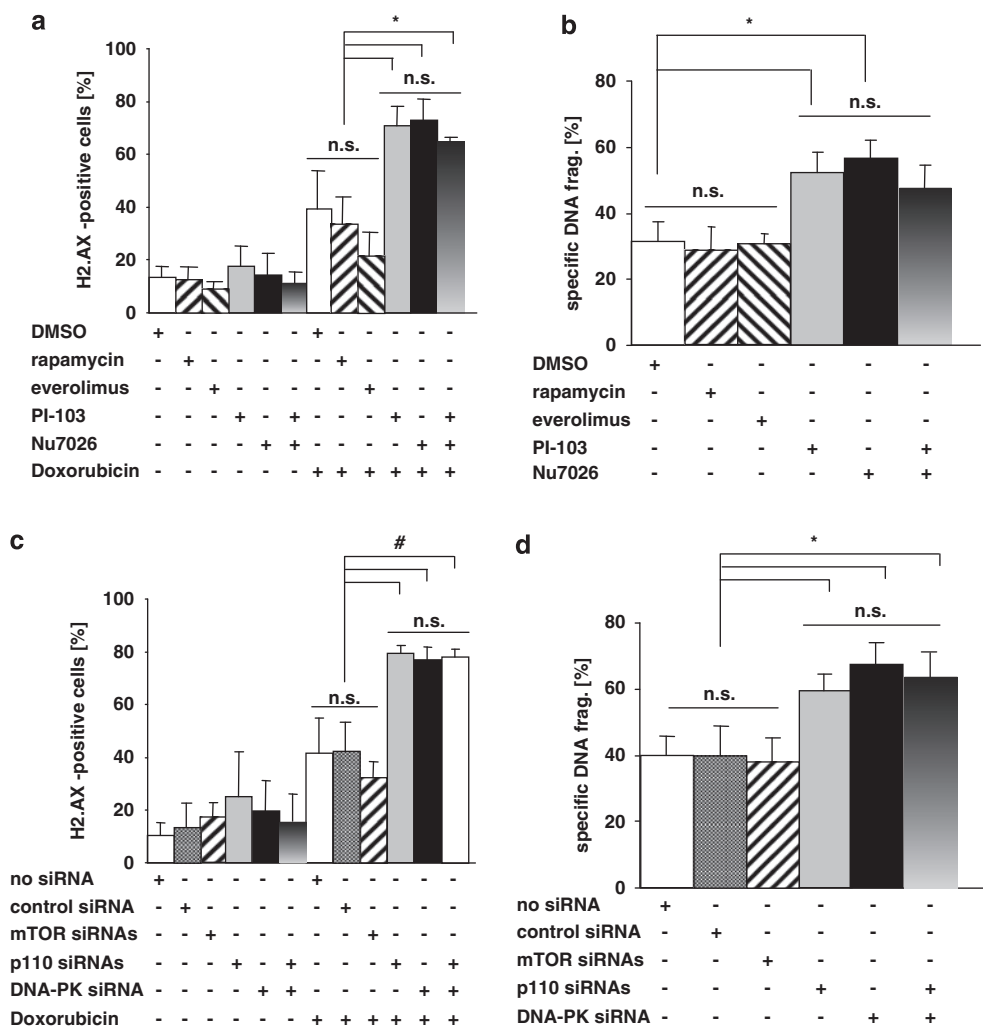 a
H2.AX -positive cells [%]
100
80
60
40
20
0
n.s.
n.s.
*
DMSO + - - - - - + - - - - -
rapamycin - + - - - - - + - - - -
everolimus - - + - - - - - + - - -
PI-103 - - - + - + - - - + - +
Nu7026 - - - - + + - - - - + +
Doxorubicin - - - - - - + + + + + +
b
specific DNA frag. [%]
80
60
40
20
0
n.s.
n.s.
*
DMSO + - - - - -
rapamycin - + - - - -
everolimus - - + - - -
PI-103 - - - + - +
Nu7026 - - - - + +
c
H2.AX -positive cells [%]
100
80
60
40
20
0
n.s.
n.s.
#
no siRNA + - - - - - + - - - - -
control siRNA - + - - - - - + - - - -
mTOR siRNAs - - + - - - - - + - - -
p110 siRNAs - - - + - + - - - + - +
DNA-PK siRNA - - - - + + - - - - + +
Doxorubicin - - - - - - + + + + + +
d
specific DNA frag. [%]
80
60
40
20
0
n.s.
n.s.
*
no siRNA + - - - - -
control siRNA - + - - - -
mTOR siRNAs - - + - - -
p110 siRNAs - - - + - +
DNA-PK siRNA - - - - + +